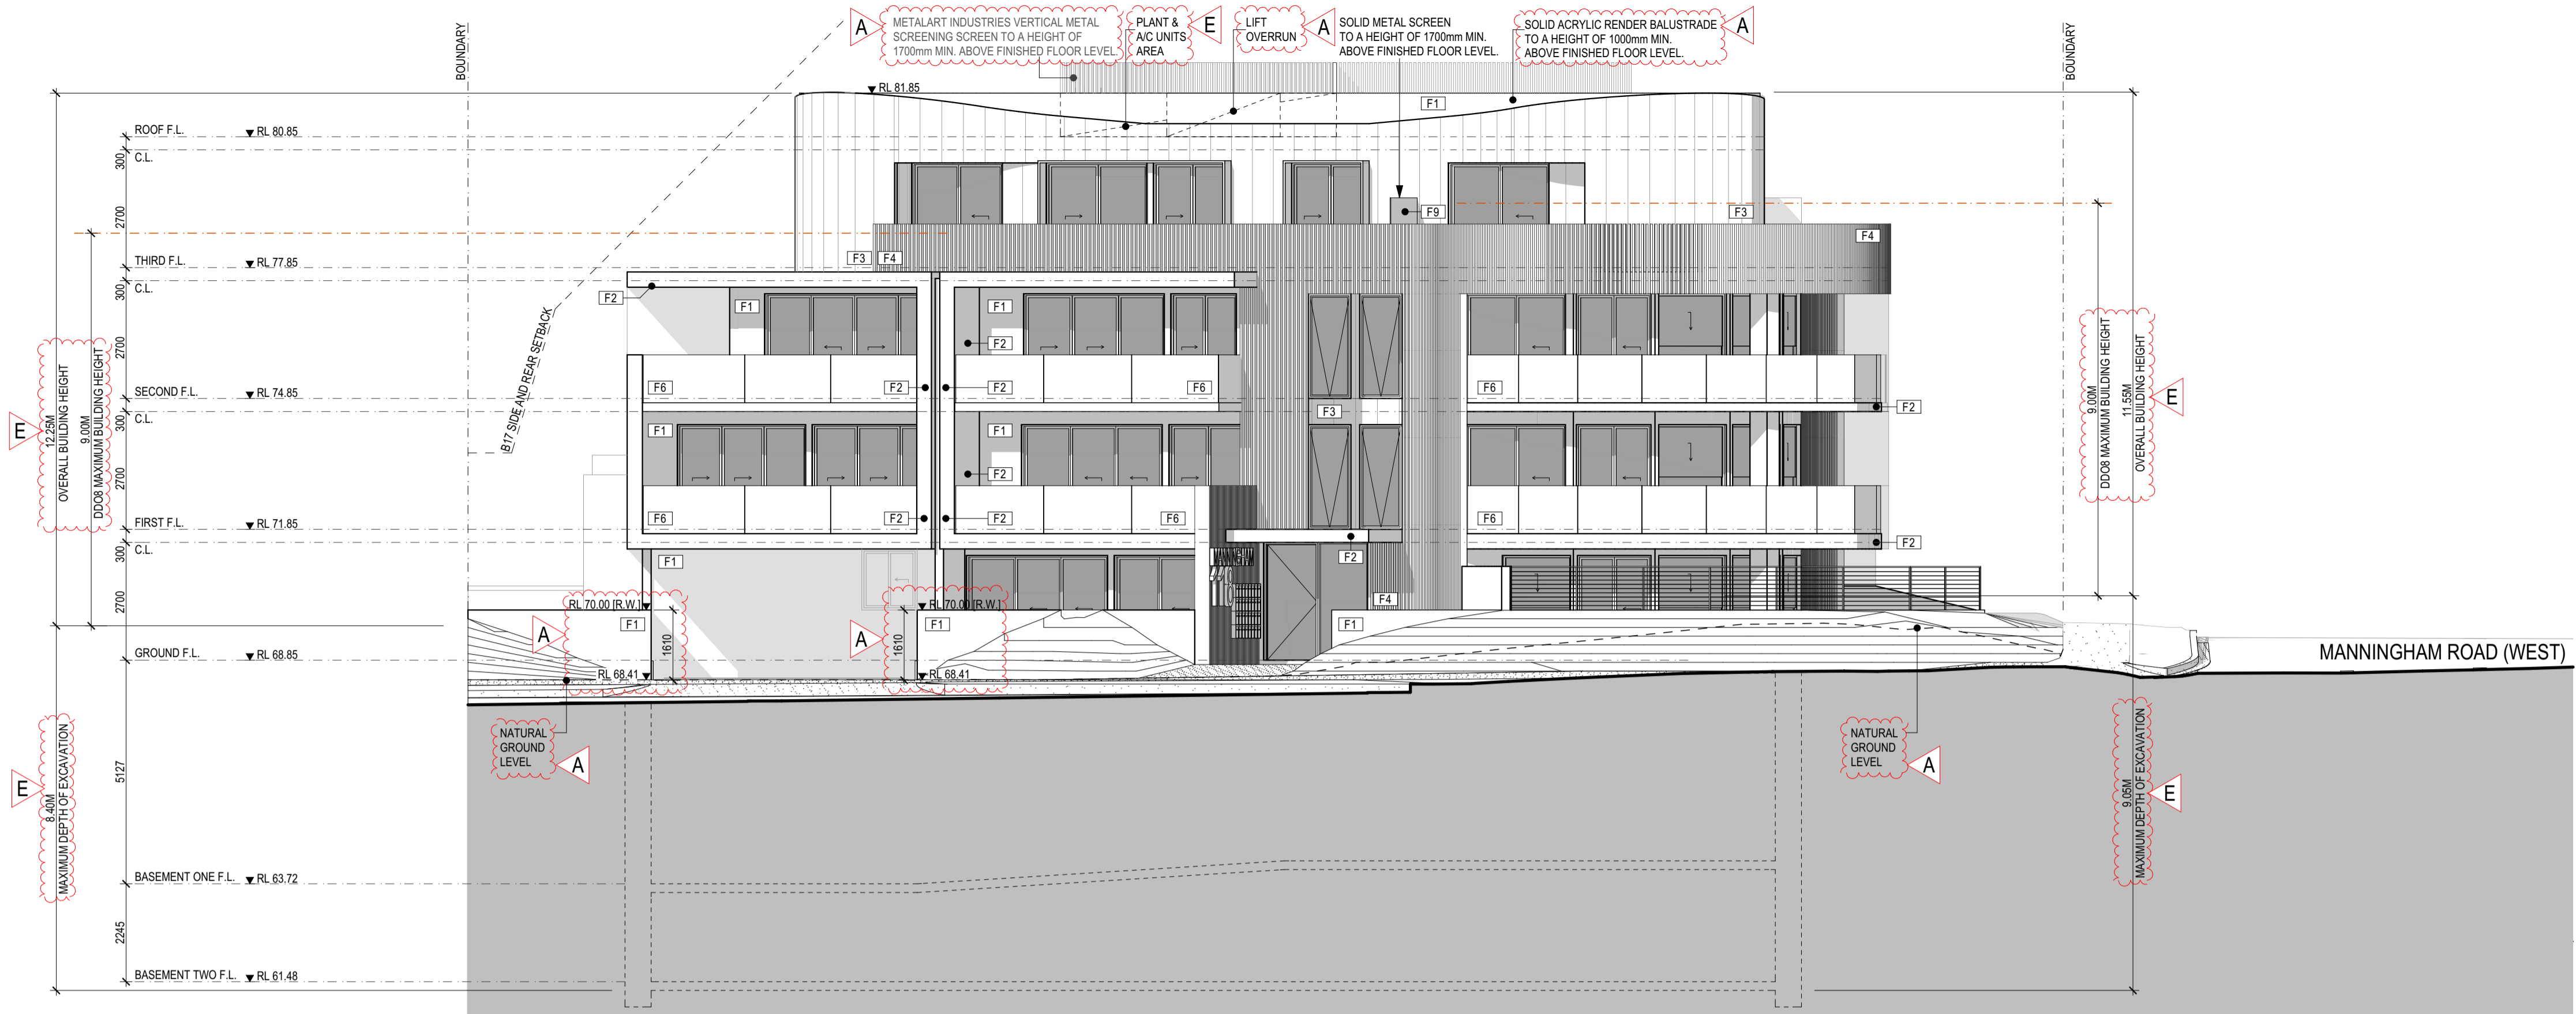 BOUNDARY
A
METALART INDUSTRIES VERTICAL METAL
SCREENING SCREEN TO A HEIGHT OF
1700mm MIN. ABOVE FINISHED FLOOR LEVEL.
PLANT &
A/C UNITS
AREA
E
LIFT
OVERRUN
A
SOLID METAL SCREEN
TO A HEIGHT OF 1700mm MIN.
ABOVE FINISHED FLOOR LEVEL.
SOLID ACRYLIC RENDER BALUSTRADE
TO A HEIGHT OF 1000mm MIN.
ABOVE FINISHED FLOOR LEVEL.
A
BOUNDARY
RL 81.85
F1
ROOF F.L. RL 80.85
300
C.L.
2700
F9
F3
F4
F3
F4
THIRD F.L. RL 77.85
300
C.L.
F2
F1
F1
B17 SIDE AND REAR SETBACK
2700
F2
F6
F2
F2
F6
F6
SECOND F.L. RL 74.85
300
C.L.
F3
F2
F1
F1
E
12.25M
OVERALL BUILDING HEIGHT
9.00M
DDO8 MAXIMUM BUILDING HEIGHT
9.00M
DDO8 MAXIMUM BUILDING HEIGHT
11.55M
OVERALL BUILDING HEIGHT
E
2700
F2
F6
F2
F2
F6
F6
FIRST F.L. RL 71.85
300
C.L.
F2
F2
F1
2700
RL 70.00 [R.W.]
RL 70.00 [R.W.]
F4
A
F1
1610
A
F1
1610
F1
GROUND F.L. RL 68.85
RL 68.41
RL 68.41
MANNINGHAM ROAD (WEST)
NATURAL
GROUND
LEVEL
A
NATURAL
GROUND
LEVEL
A
5127
E
8.40M
MAXIMUM DEPTH OF EXCAVATION
9.05M
MAXIMUM DEPTH OF EXCAVATION
E
BASEMENT ONE F.L. RL 63.72
2245
BASEMENT TWO F.L. RL 61.48